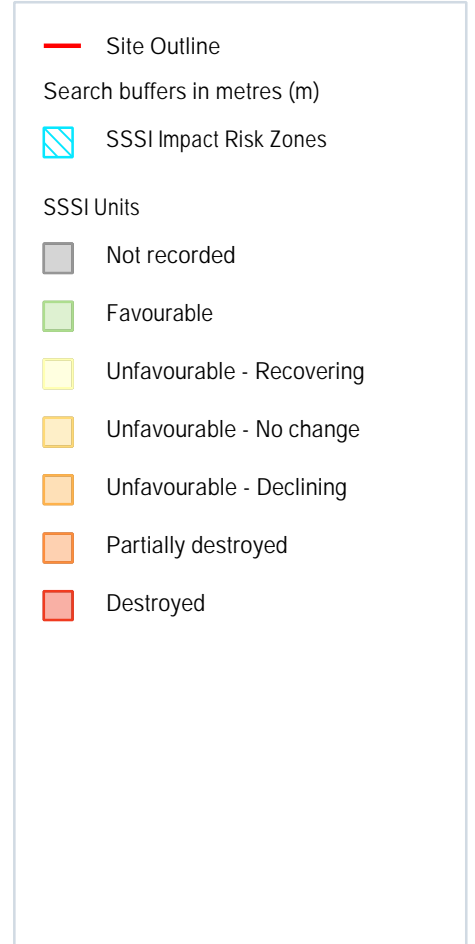 Site Outline
Search buffers in metres (m)
SSSI Impact Risk Zones
SSSI Units
Not recorded
Favourable
Unfavourable - Recovering
Unfavourable - No change
Unfavourable - Declining
Partially destroyed
Destroyed